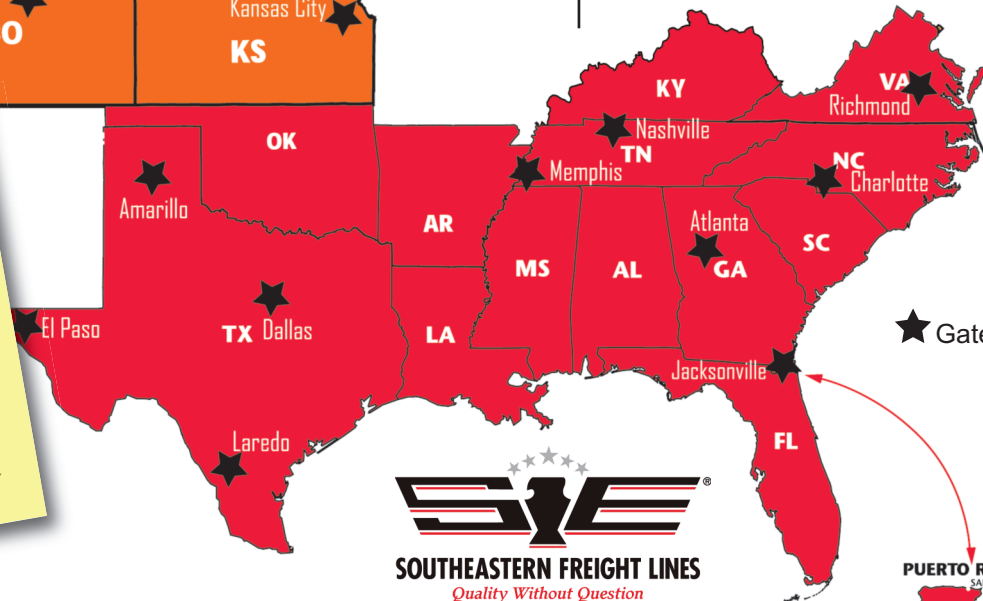 Kansas City
KS
KY
VA
Richmond
OK
Nashville
TN
Memphis
NC
Charlotte
Amarillo
AR
Atlanta
GA
SC
MS
AL
El Paso
TX Dallas
LA
Jacksonville
Laredo
FL
®
SOUTHEASTERN FREIGHT LINES
Quality Without Question
PUERTO